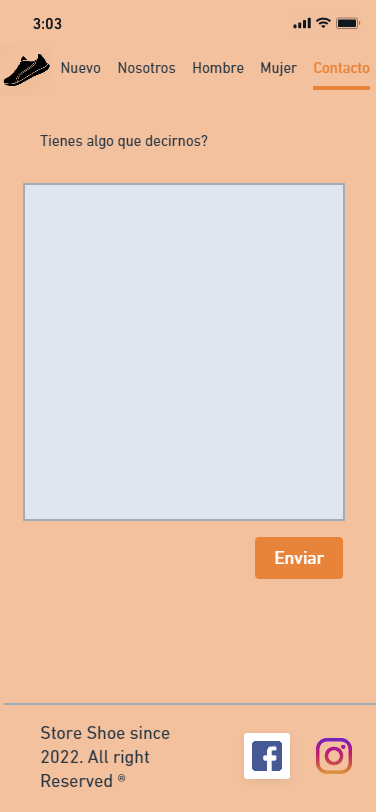 3:03
Nuevo Nosotros Hombre Mujer Contacto
Tienes algo que decirnos?
Enviar
Store Shoe since
2022. All right
Reserved ®